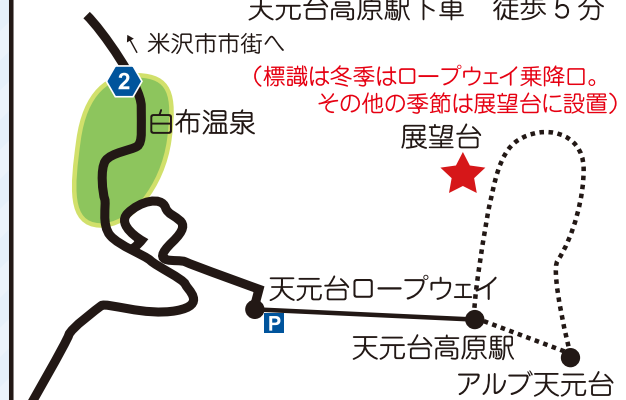 天元台高原駅下車　徒歩5分
米沢市市街へ
2
（標識は冬季はロープウェイ乗降口。
その他の季節は展望台に設置）
白布温泉
展望台
天元台ロープウェイ
P
天元台高原駅
アルブ天元台